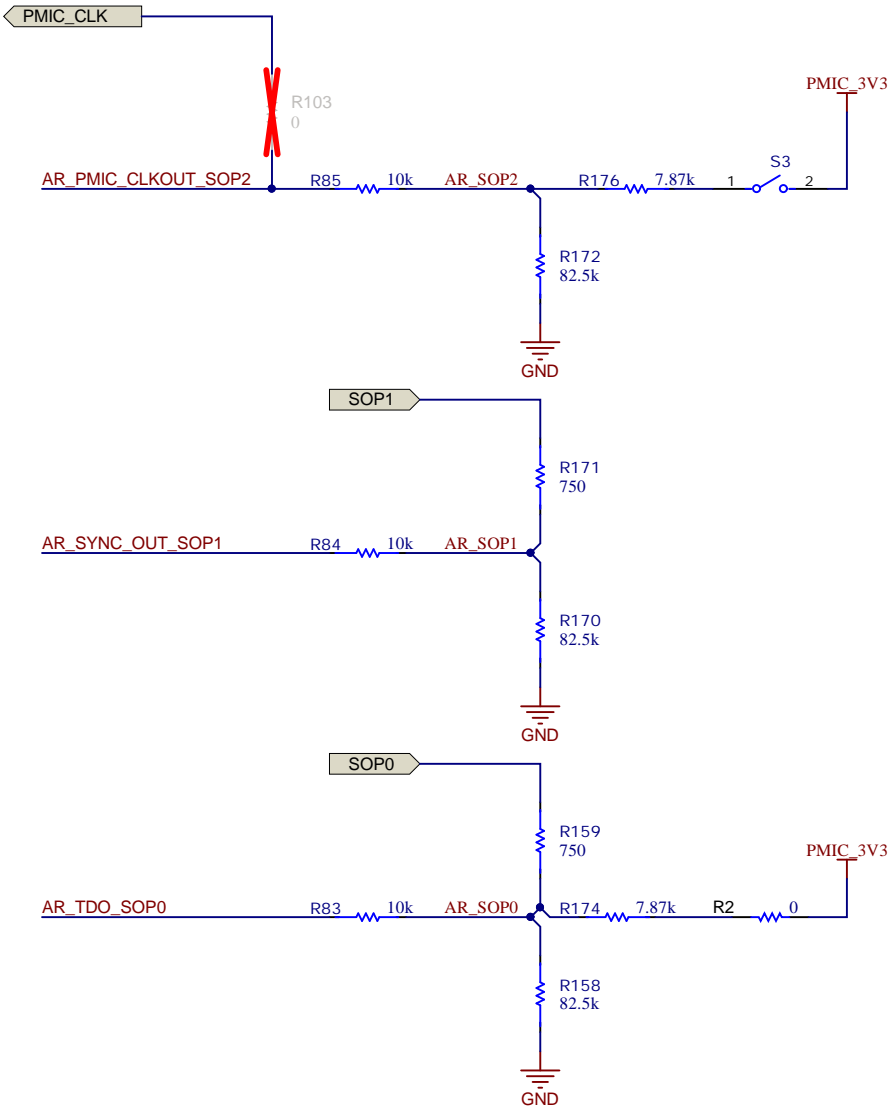 PMIC_CLK
R103
0
PMIC_3V3
AR_PMIC_CLKOUT_SOP2 R85 10k AR_SOP2 R176 7.87k 1 S3 2
R172
82.5k
GND
SOP1
R171
750
AR_SYNC_OUT_SOP1 R84 10k AR_SOP1
R170
82.5k
GND
SOP0
R159
750
PMIC_3V3
AR_TDO_SOP0 R83 10k AR_SOP0 R174 7.87k R2 0
R158
82.5k
GND